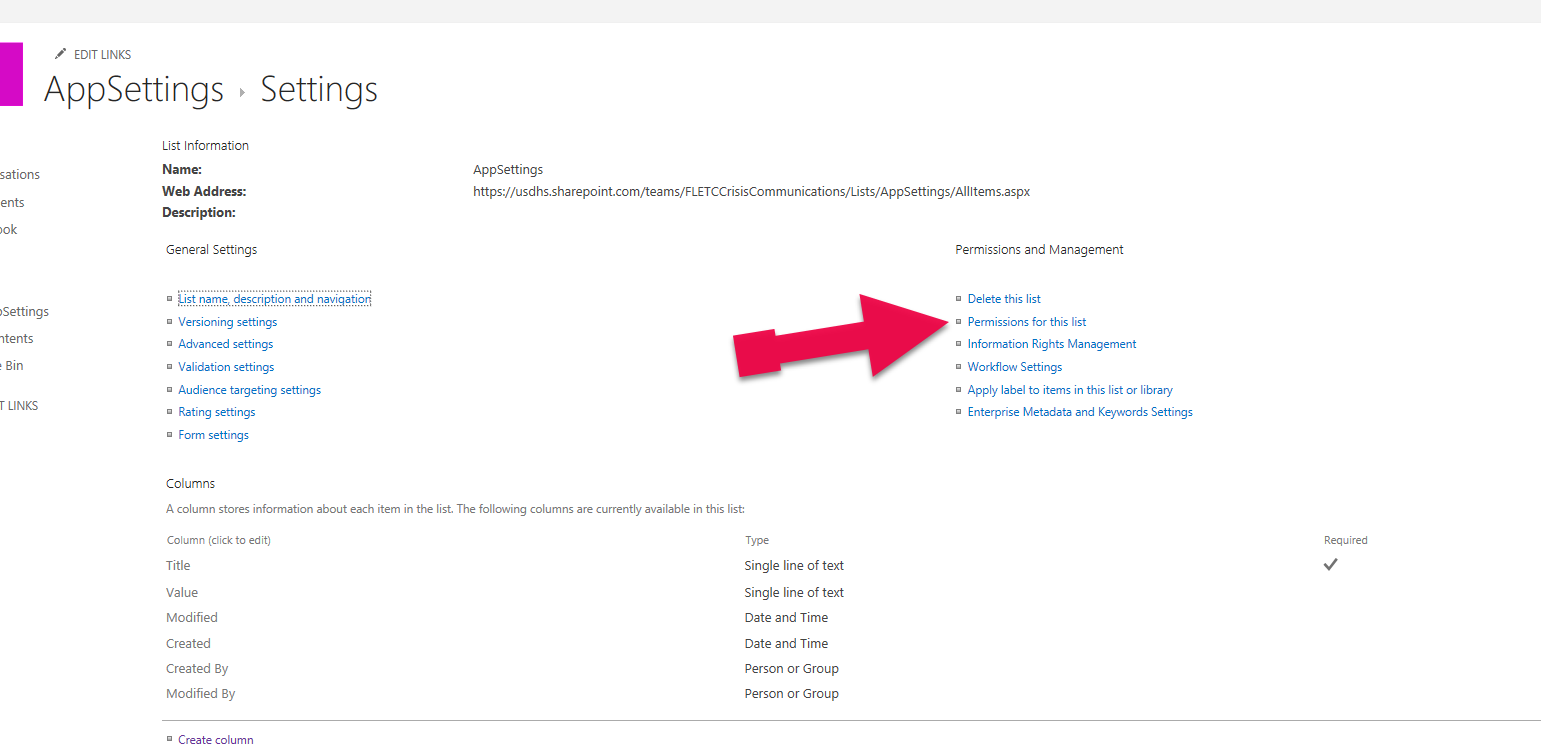 EDIT LINKS
AppSettings Settings
List Information
Name: AppSettings
Web Address: https://usdhs.sharepoint.com/teams/FLETCCrisisCommunications/Lists/AppSettings/AllItems.aspx
Description:
sations
ents
ook
pSettings
ntents
e Bin
T LINKS
General Settings
List name, description and navigation
Versioning settings
Advanced settings
Validation settings
Audience targeting settings
Rating settings
Form settings
Permissions and Management
Delete this list
Permissions for this list
Information Rights Management
Workflow Settings
Apply label to items in this list or library
Enterprise Metadata and Keywords Settings
Columns
A column stores information about each item in the list. The following columns are currently available in this list:
Column (click to edit) Type Required
Title Single line of text
Value Single line of text
Modified Date and Time
Created Date and Time
Created By Person or Group
Modified By Person or Group
Create column